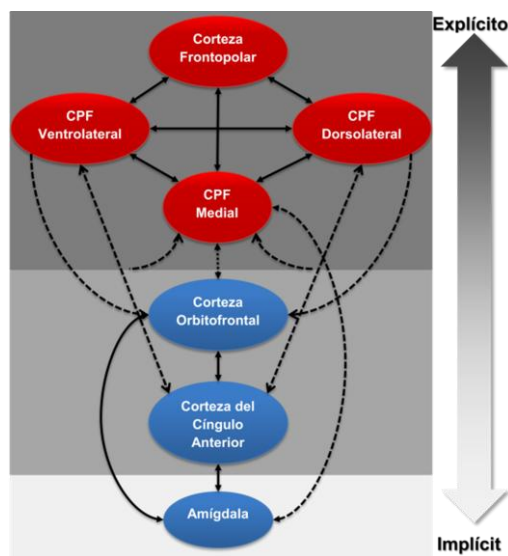 Explícito
Corteza
Frontopolar
CPF
Ventrolateral
CPF
Dorsolateral
CPF
Medial
Corteza
Orbitofrontal
Corteza del
Cíngulo
Anterior
Amígdala
Implícit